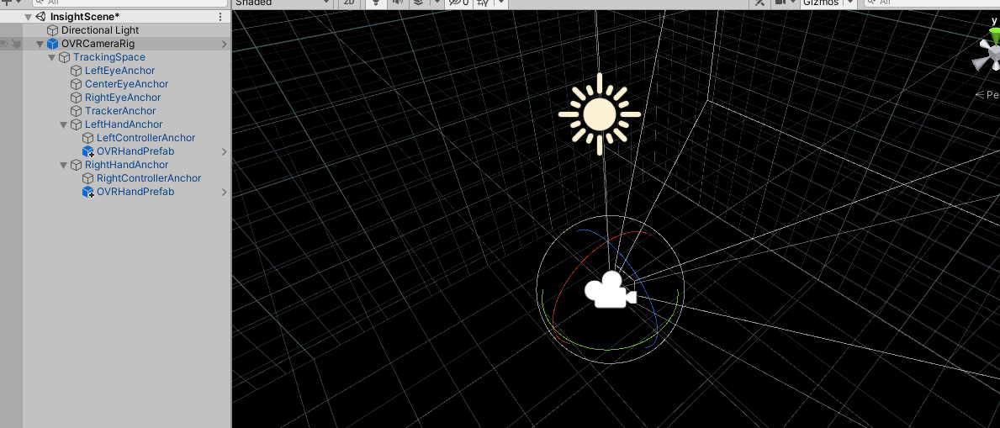 All
InsightScene*
Directional Light
OVRCameraRig
TrackingSpace
LeftEyeAnchor
CenterEyeAnchor
RightEyeAnchor
TrackerAnchor
LeftHandAnchor
LeftControllerAnchor
OVRHandPrefab
RightHandAnchor
RightControllerAnchor
OVRHandPrefab
Shaded
2D
0
Gizmos
All
y